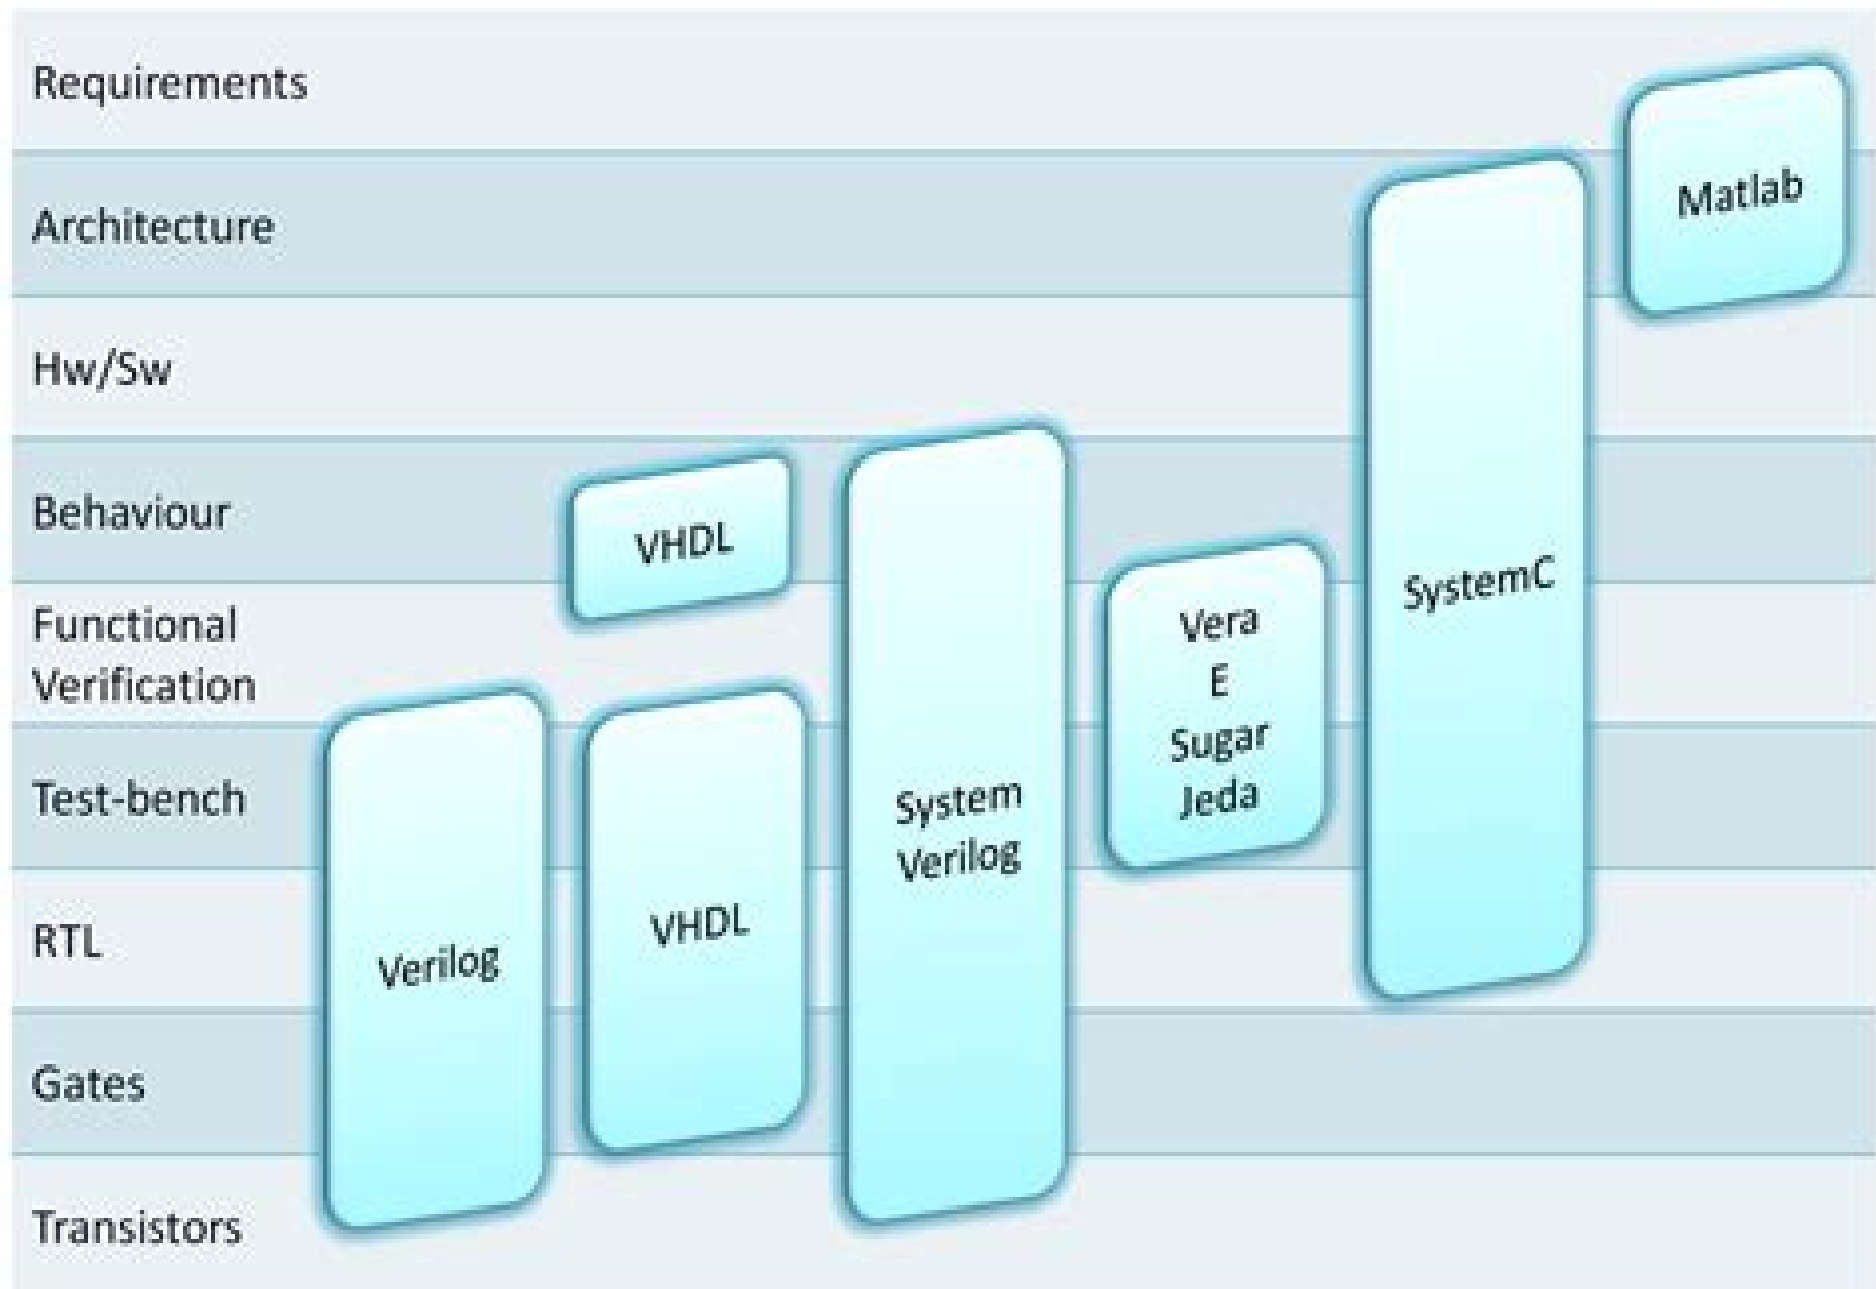 Requirements
Architecture
Hw/Sw
Behaviour
Functional
Verification
Test-bench
RTL
Gates
Transistors
Verilog
VHDL
VHDL
System
Verilog
Vera
E
Sugar
Jeda
SystemC
Matlab